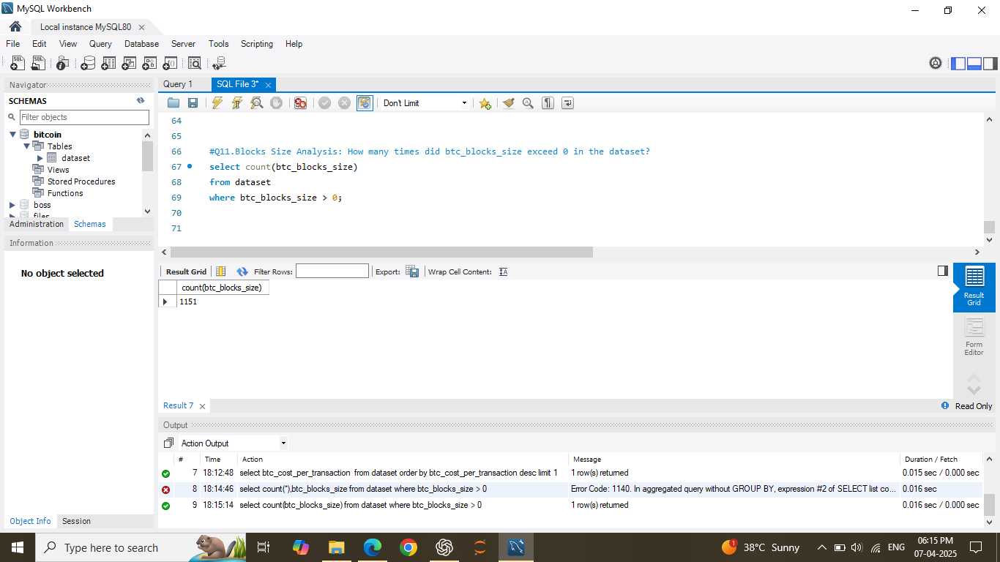 MySQL Workbench
Local instance MySQL80
File Edit View Query Database Server Tools Scripting Help
Navigator
SCHEMAS
Filter objects
bitcoin
Tables
dataset
Views
Stored Procedures
Functions
boss
files
Administration Schemas
Information
No object selected
Object Info Session
Query 1 SQL File 3*
Don't Limit
64
65
66 #Q11.Blocks Size Analysis: How many times did btc_blocks_size exceed 0 in the dataset?
67 select count(btc_blocks_size)
68 from dataset
69 where btc_blocks_size > 0;
70
71
Result Grid Filter Rows: Export: Wrap Cell Content:
count(btc_blocks_size)
1151
Result Grid
Form Editor
Result 7 Read Only
Output
Action Output
# Time Action Message Duration / Fetch
7 18:12:48 select btc_cost_per_transaction from dataset order by btc_cost_per_transaction desc limit 1 1 row(s) returned 0.015 sec / 0.000 sec
8 18:14:46 select count(*),btc_blocks_size from dataset where btc_blocks_size > 0 Error Code: 1140. In aggregated query without GROUP BY, expression #2 of SELECT list co... 0.016 sec
9 18:15:14 select count(btc_blocks_size) from dataset where btc_blocks_size > 0 1 row(s) returned 0.016 sec / 0.000 sec
Type here to search
1 38°C Sunny ENG 06:15 PM
07-04-2025